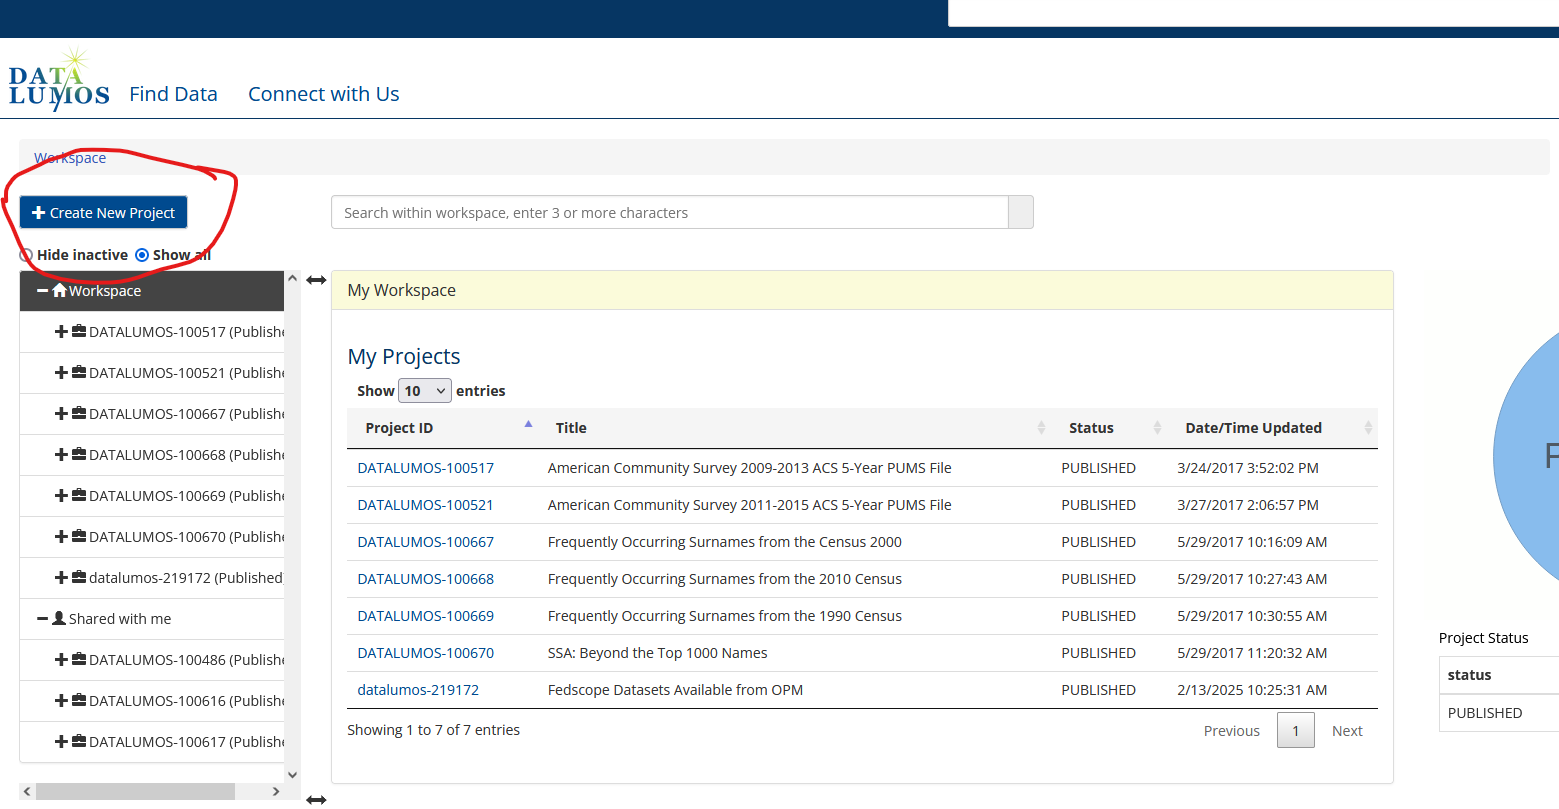 DATA
LUMOS
Find Data
Connect with Us
Workspace
Create New Project
Search within workspace, enter 3 or more characters
Hide inactive
Show all
Workspace
DATALUMOS-100517 (Publishe
DATALUMOS-100521 (Publishe
DATALUMOS-100667 (Publishe
DATALUMOS-100668 (Publishe
DATALUMOS-100669 (Publishe
DATALUMOS-100670 (Publishe
datalumos-219172 (Published
Shared with me
DATALUMOS-100486 (Publishe
DATALUMOS-100616 (Publishe
DATALUMOS-100617 (Publishe
My Workspace
My Projects
Show 10 entries
Project ID Title Status Date/Time Updated
DATALUMOS-100517 American Community Survey 2009-2013 ACS 5-Year PUMS File PUBLISHED 3/24/2017 3:52:02 PM
DATALUMOS-100521 American Community Survey 2011-2015 ACS 5-Year PUMS File PUBLISHED 3/27/2017 2:06:57 PM
DATALUMOS-100667 Frequently Occurring Surnames from the Census 2000 PUBLISHED 5/29/2017 10:16:09 AM
DATALUMOS-100668 Frequently Occurring Surnames from the 2010 Census PUBLISHED 5/29/2017 10:27:43 AM
DATALUMOS-100669 Frequently Occurring Surnames from the 1990 Census PUBLISHED 5/29/2017 10:30:55 AM
DATALUMOS-100670 SSA: Beyond the Top 1000 Names PUBLISHED 5/29/2017 11:20:32 AM
datalumos-219172 Fedscope Datasets Available from OPM PUBLISHED 2/13/2025 10:25:31 AM
Showing 1 to 7 of 7 entries
Previous 1 Next
Project Status
status
PUBLISHED